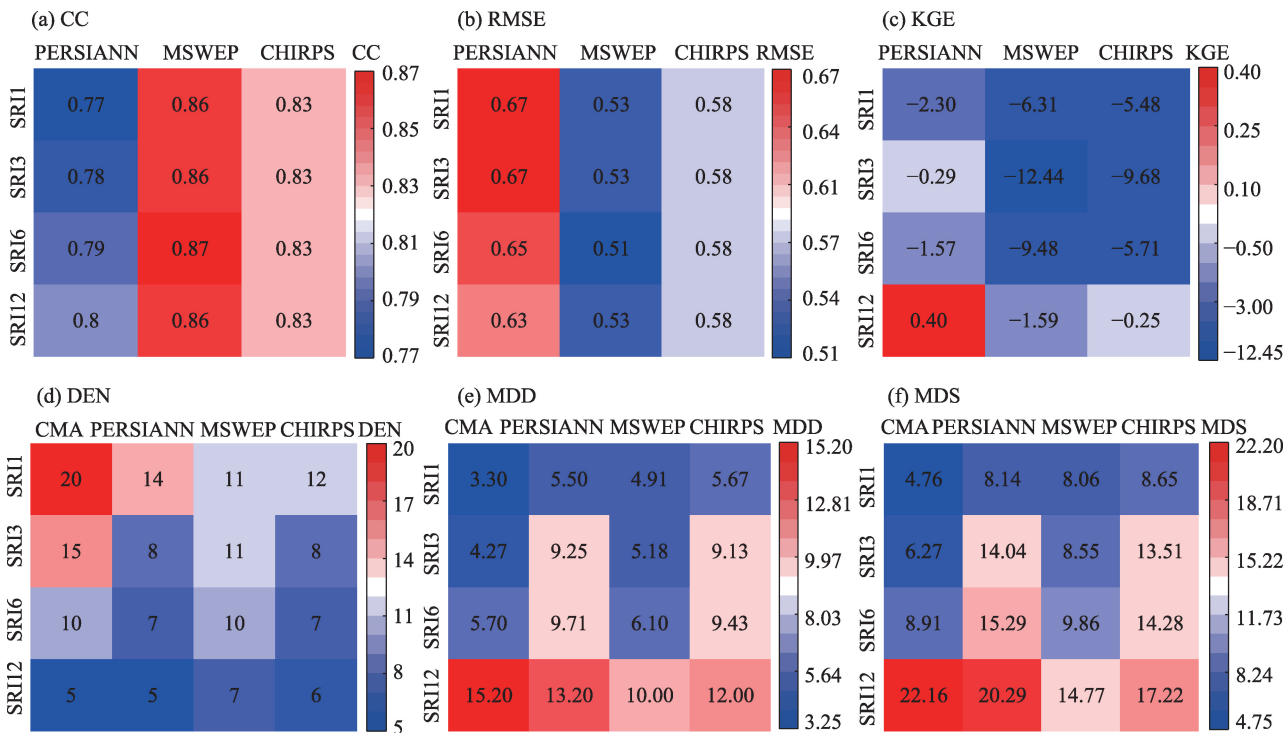 (a) CC
PERSIANN MSWEP CHIRPS CC
SRI1 0.77 0.86 0.83
SRI3 0.78 0.86 0.83
SRI6 0.79 0.87 0.83
SRI12 0.8 0.86 0.83
0.87
0.85
0.83
0.81
0.79
0.77
(b) RMSE
PERSIANN MSWEP CHIRPS RMSE
SRI1 0.67 0.53 0.58
SRI3 0.67 0.53 0.58
SRI6 0.65 0.51 0.58
SRI12 0.63 0.53 0.58
0.67
0.64
0.61
0.57
0.54
0.51
(c) KGE
PERSIANN MSWEP CHIRPS KGE
SRI1 −2.30 −6.31 −5.48
SRI3 −0.29 −12.44 −9.68
SRI6 −1.57 −9.48 −5.71
SRI12 0.40 −1.59 −0.25
0.40
0.25
0.10
−0.50
−3.00
−12.45
(d) DEN
CMA PERSIANN MSWEP CHIRPS DEN
SRI1 20 14 11 12
SRI3 15 8 11 8
SRI6 10 7 10 7
SRI12 5 5 7 6
20
17
14
11
8
5
(e) MDD
CMA PERSIANN MSWEP CHIRPS MDD
SRI1 3.30 5.50 4.91 5.67
SRI3 4.27 9.25 5.18 9.13
SRI6 5.70 9.71 6.10 9.43
SRI12 15.20 13.20 10.00 12.00
15.20
12.81
9.97
8.03
5.64
3.25
(f) MDS
CMA PERSIANN MSWEP CHIRPS MDS
SRI1 4.76 8.14 8.06 8.65
SRI3 6.27 14.04 8.55 13.51
SRI6 8.91 15.29 9.86 14.28
SRI12 22.16 20.29 14.77 17.22
22.20
18.71
15.22
11.73
8.24
4.75